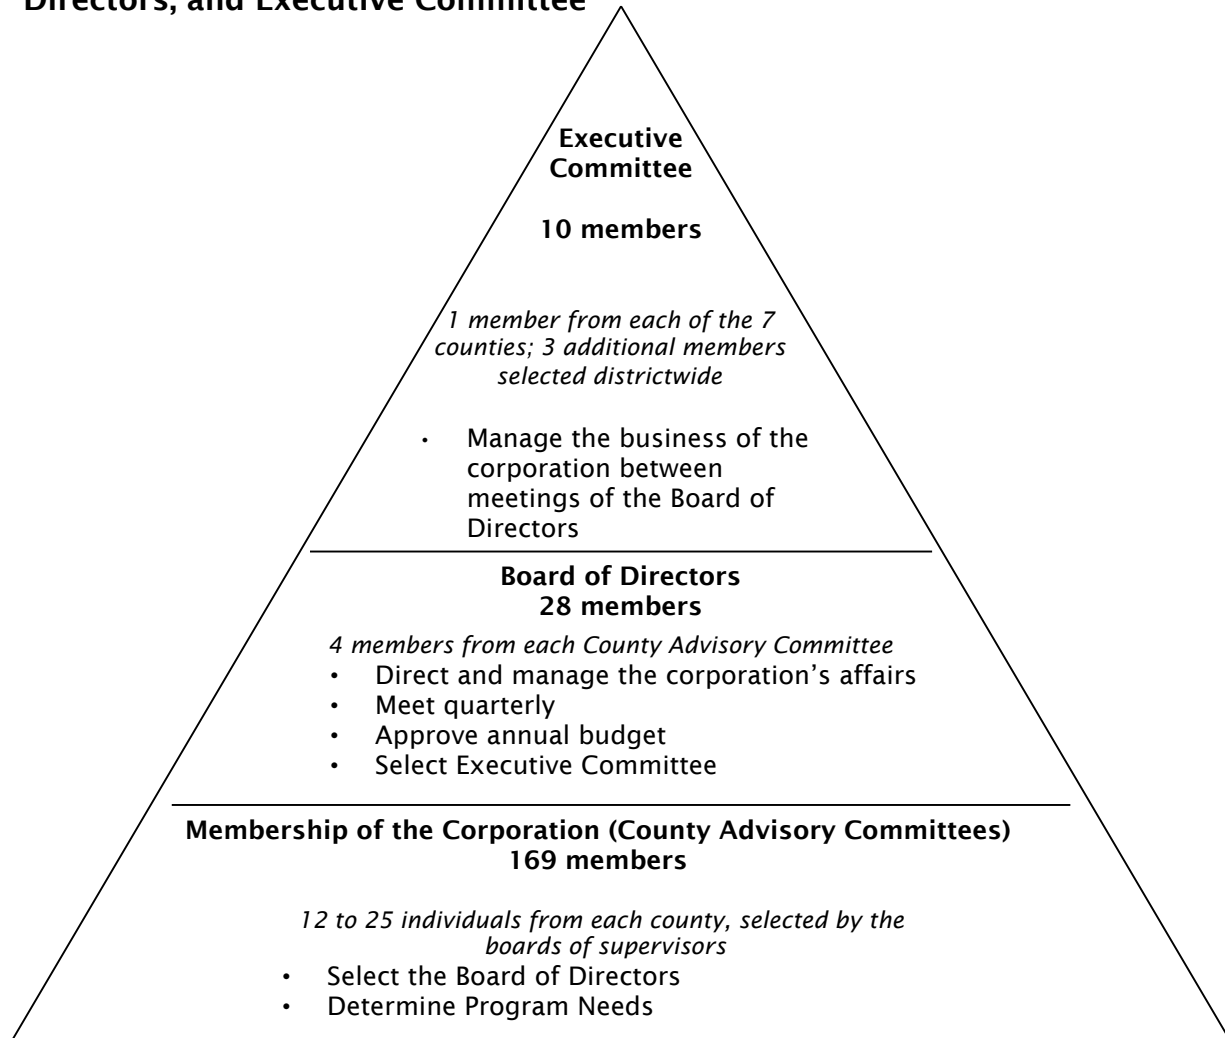 Directors, and Executive Committee
Executive
Committee
10 members
1 member from each of the 7
counties; 3 additional members
selected districtwide
• Manage the business of the
corporation between
meetings of the Board of
Directors
Board of Directors
28 members
4 members from each County Advisory Committee
• Direct and manage the corporation’s affairs
• Meet quarterly
• Approve annual budget
• Select Executive Committee
Membership of the Corporation (County Advisory Committees)
169 members
12 to 25 individuals from each county, selected by the
boards of supervisors
• Select the Board of Directors
• Determine Program Needs